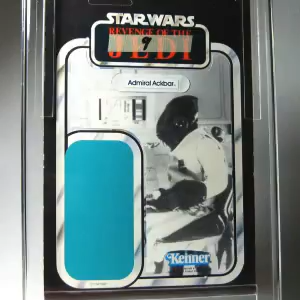 STAR WARS
REVENGE OF THE
JEDI
Admiral Ackbar
Kenner